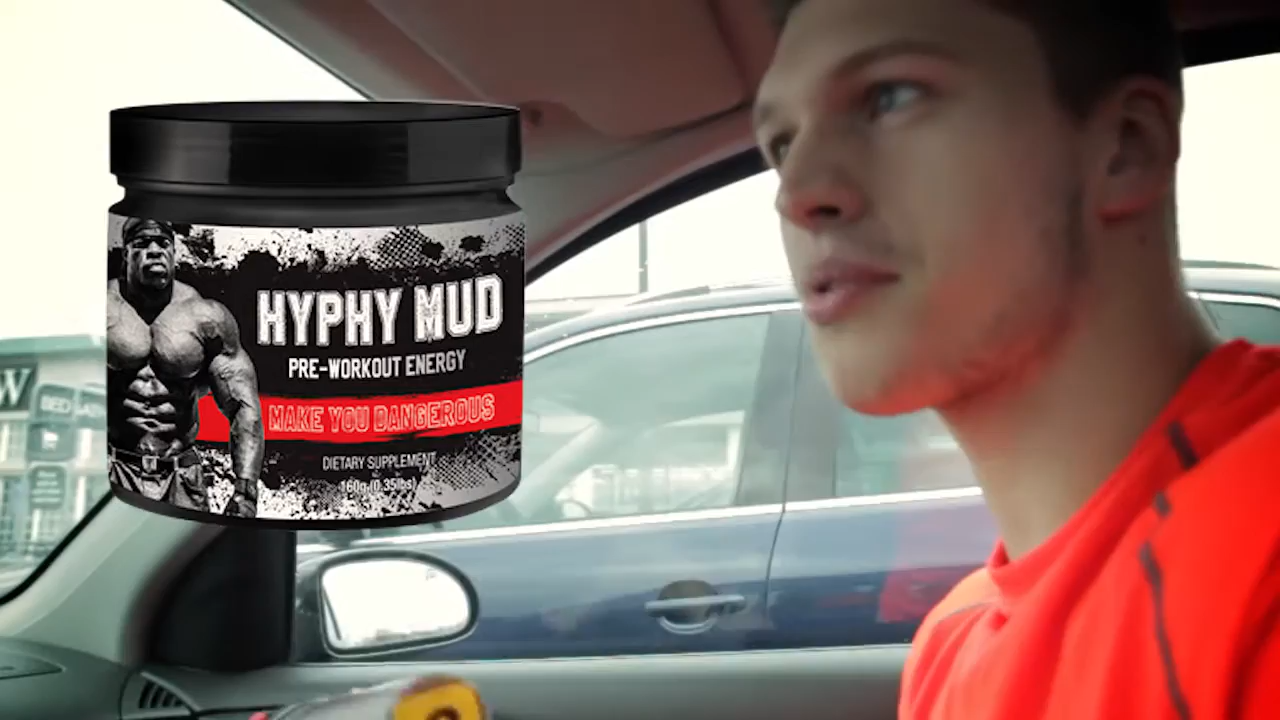 HYPHY MUD
PRE-WORKOUT ENERGY
MAKE YOU DANGEROUS
DIETARY SUPPLEMENT
160g (0.35lbs)
W
BED